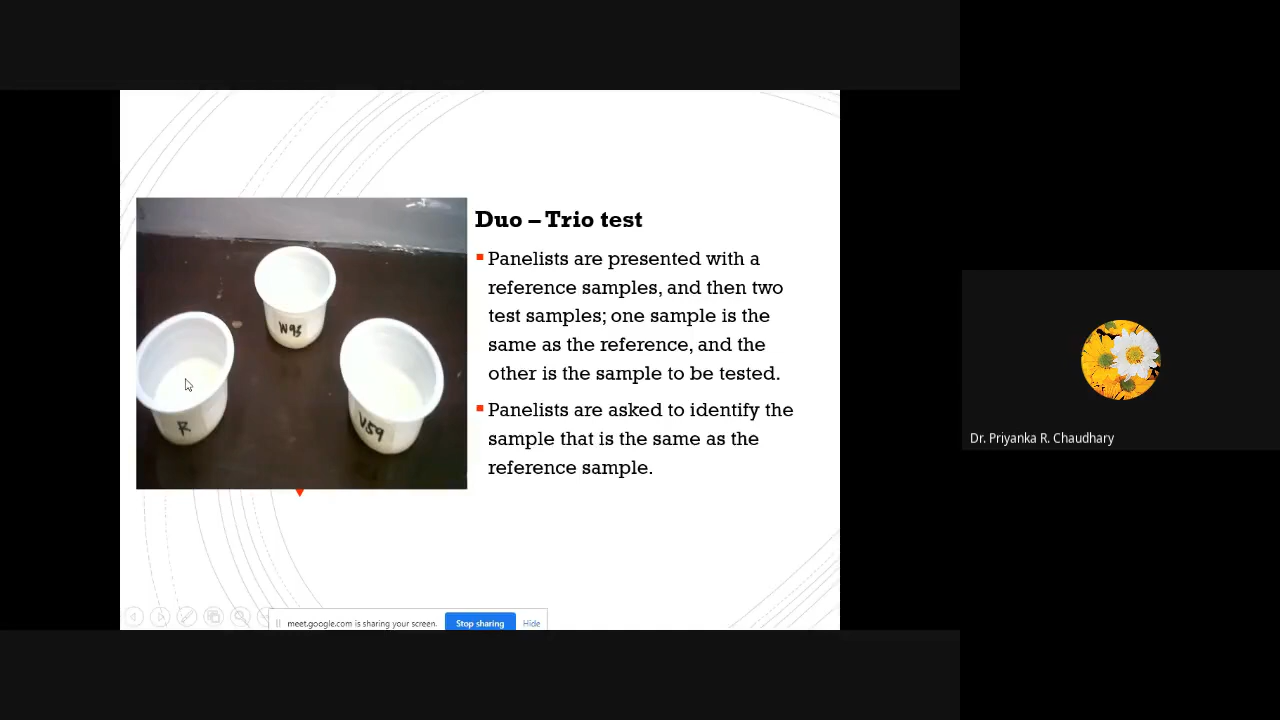 Duo – Trio test
Panelists are presented with a
reference samples, and then two
test samples; one sample is the
same as the reference, and the
other is the sample to be tested.
Panelists are asked to identify the
sample that is the same as the
reference sample.
R
V59
meet.google.com is sharing your screen.
Stop sharing
Hide
Dr. Priyanka R. Chaudhary